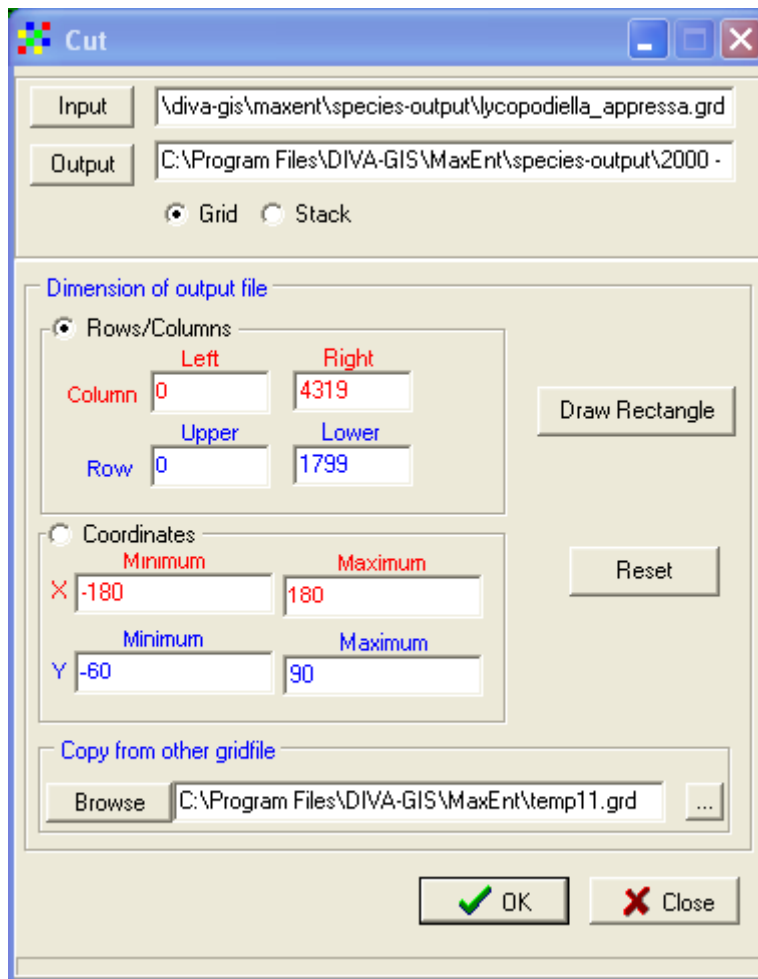 Cut
Input \diva-gis\maxent\species-output\lycopodiella_appressa.grd
Output C:\Program Files\DIVA-GIS\MaxEnt\species-output\2000 -
Grid Stack
Dimension of output file
Rows/Columns
Left Right
Column 0 4319
Draw Rectangle
Upper Lower
Row 0 1799
Coordinates
Minimum Maximum
X -180 180
Reset
Minimum Maximum
Y -60 90
Copy from other gridfile
Browse C:\Program Files\DIVA-GIS\MaxEnt\temp11.grd ...
OK Close